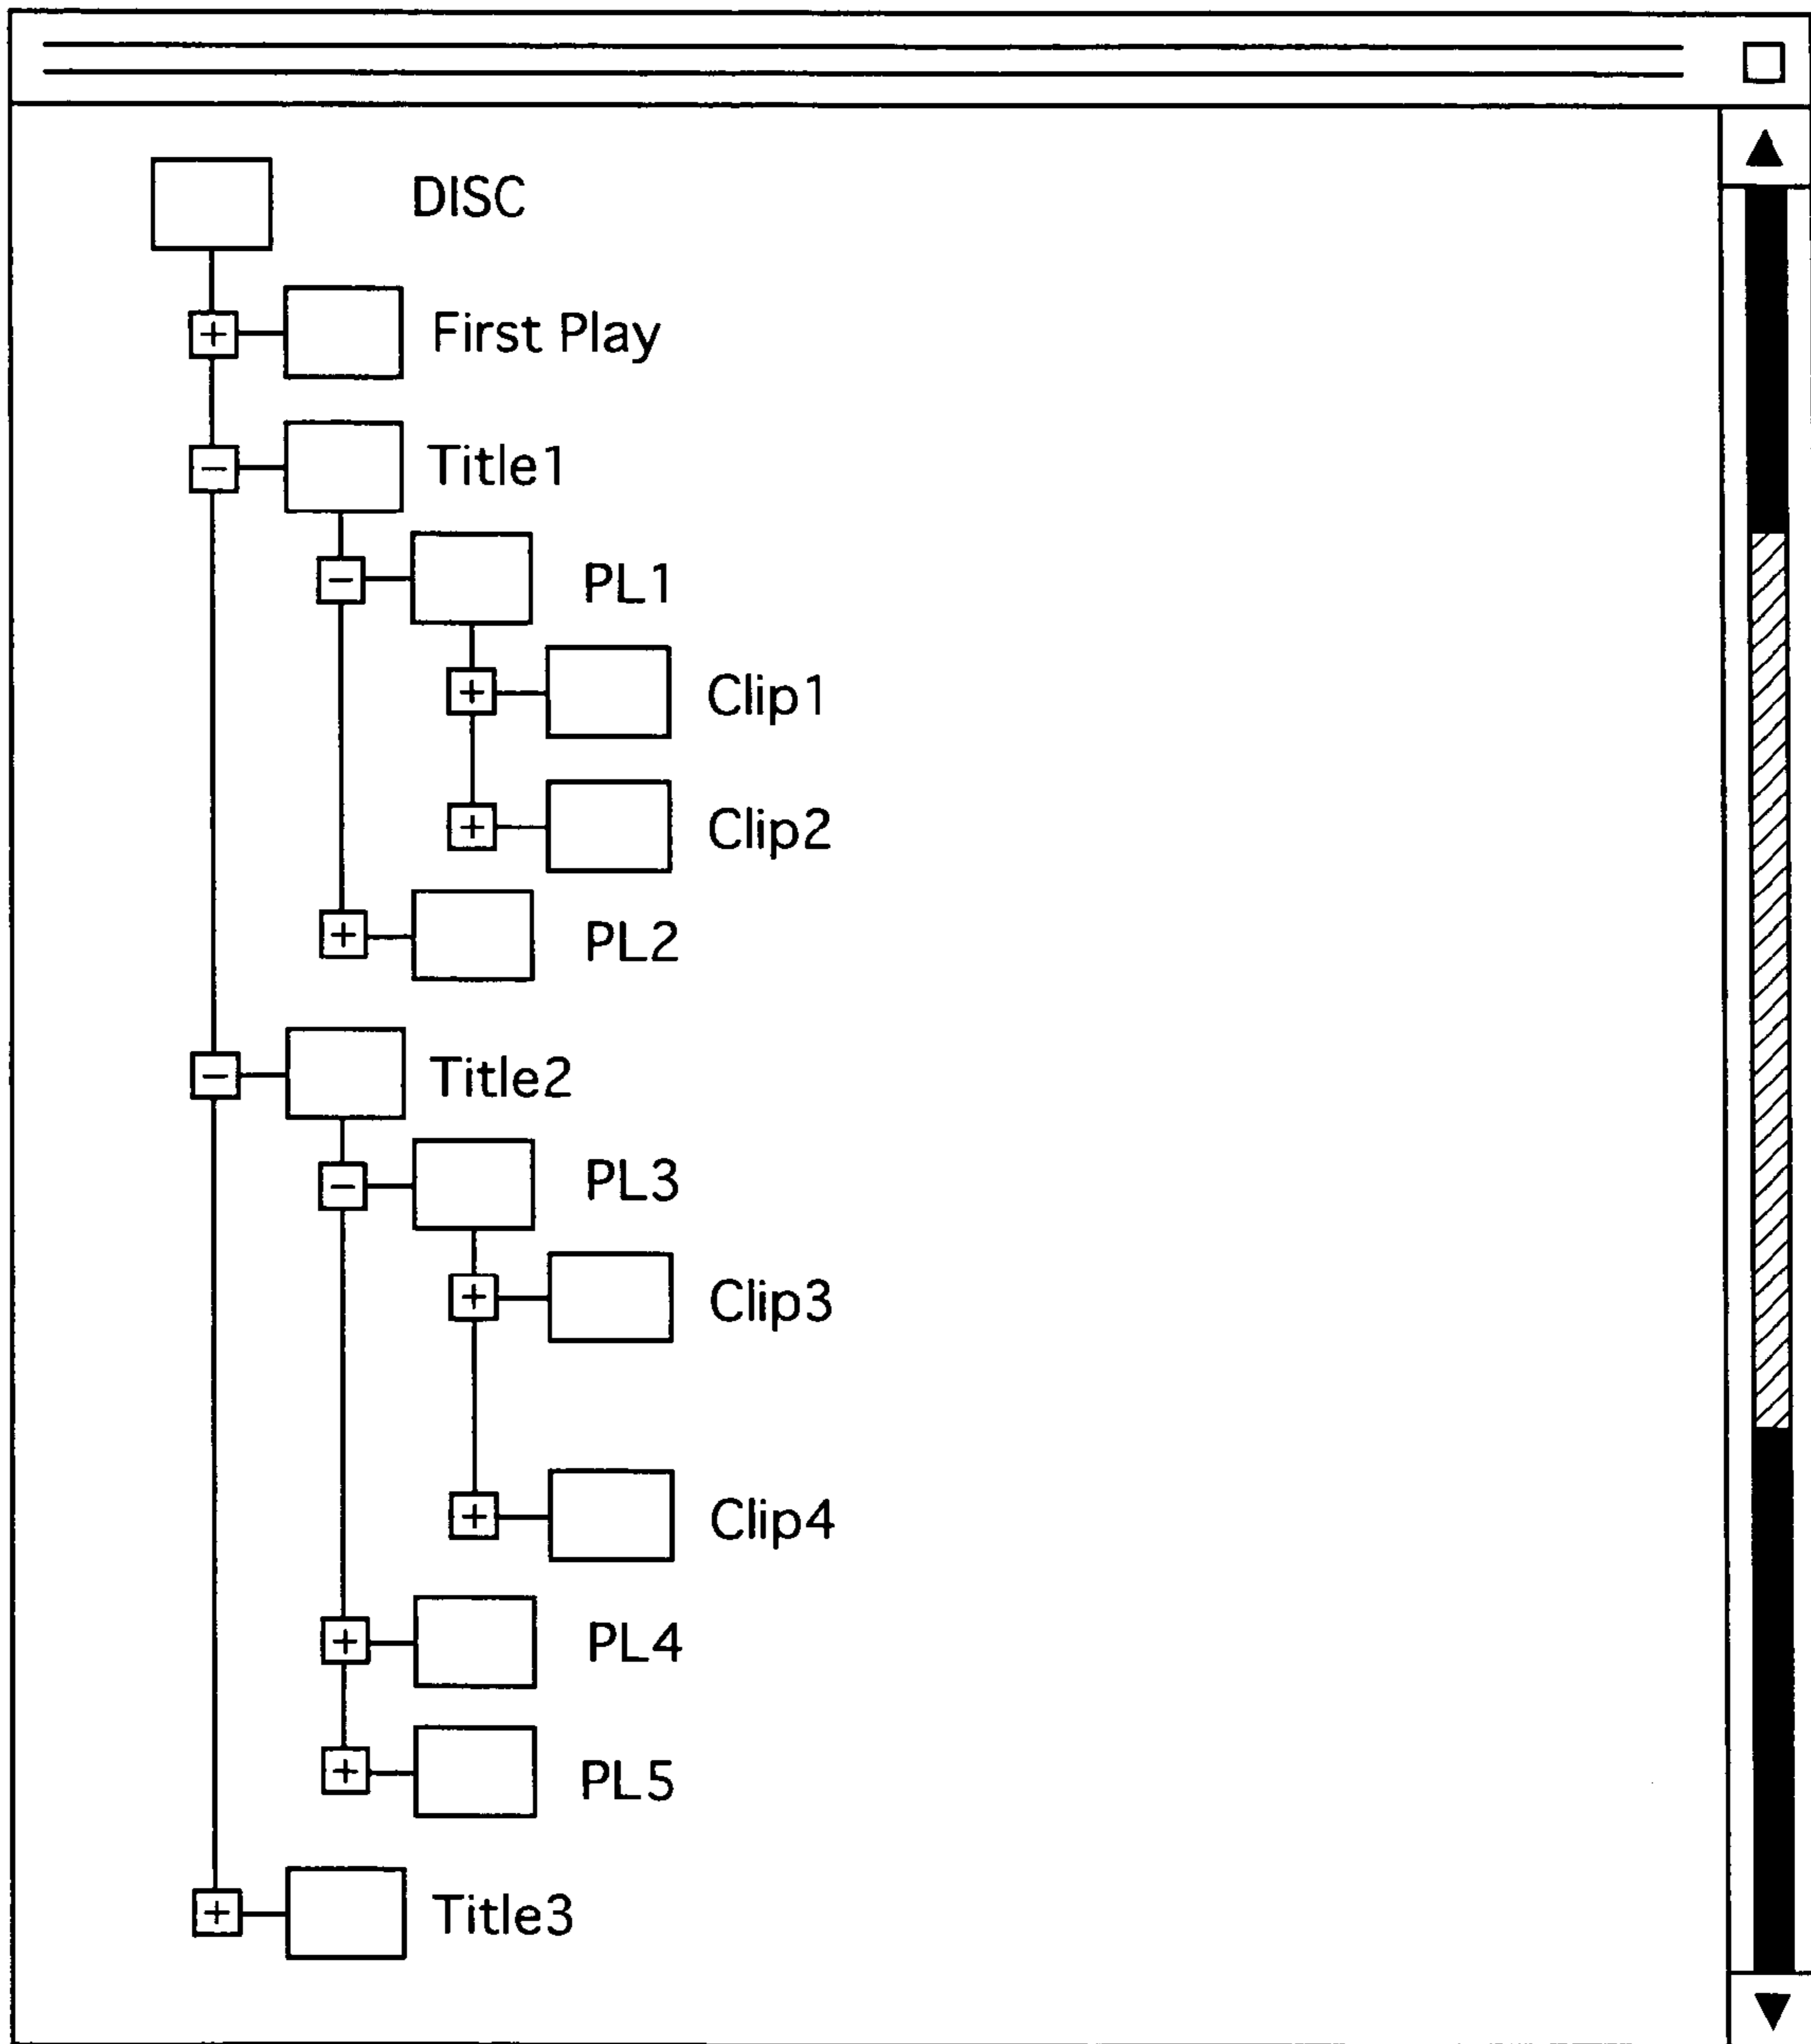 DISC
First Play
Title1
PL1
Clip1
Clip2
PL2
Title2
PL3
Clip3
Clip4
PL4
PL5
Title3